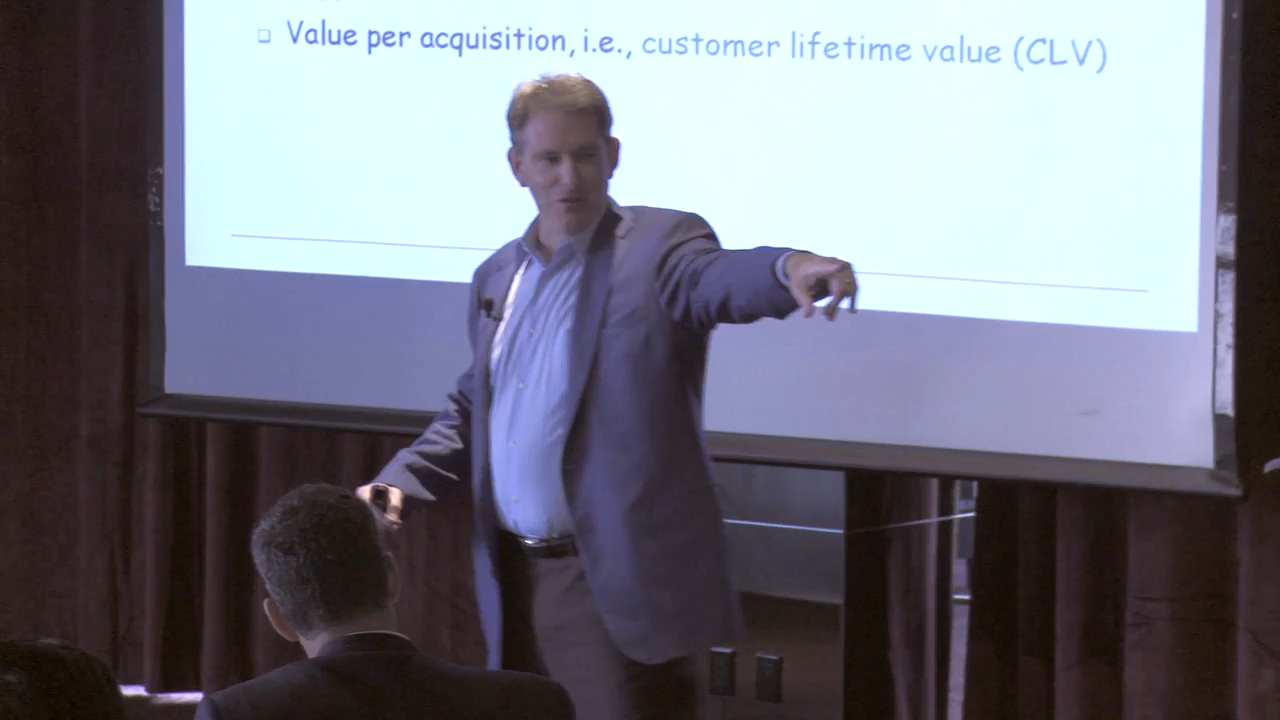 Value per acquisition, i.e., customer lifetime value (CLV)